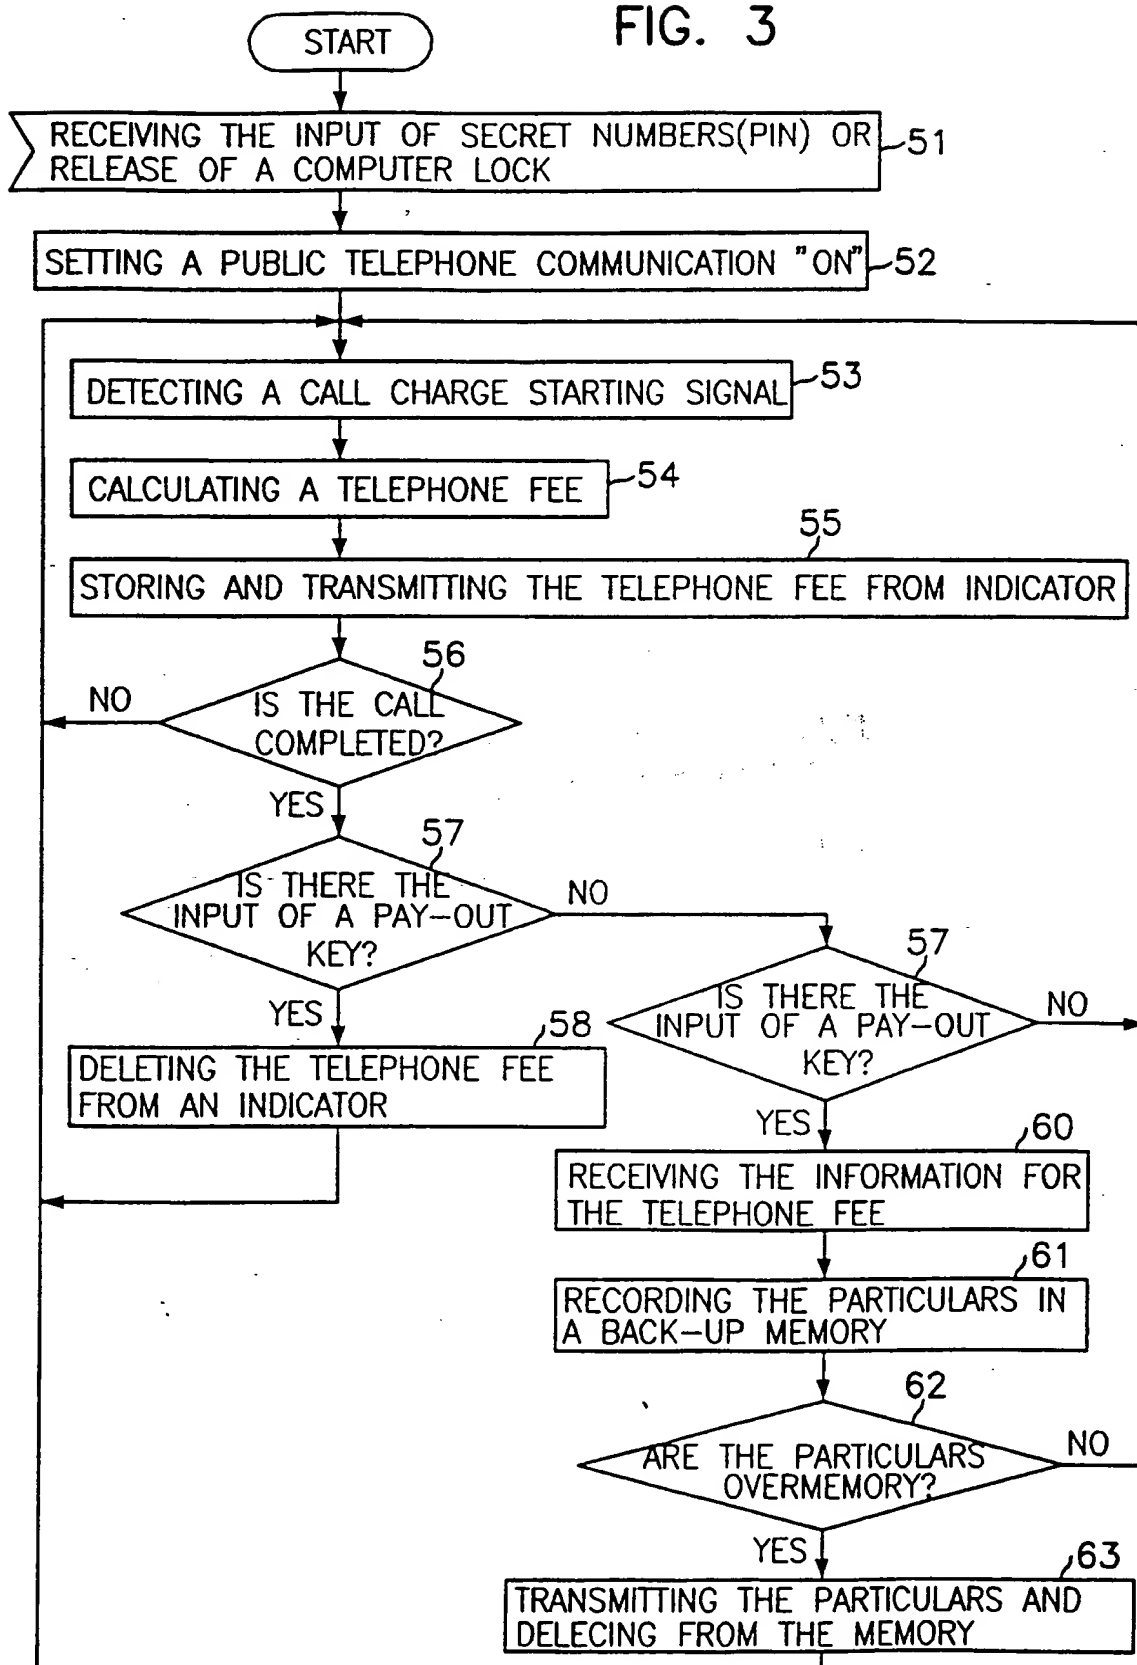 FIG. 3
START
RECEIVING THE INPUT OF SECRET NUMBERS(PIN) OR
RELEASE OF A COMPUTER LOCK
51
SETTING A PUBLIC TELEPHONE COMMUNICATION "ON"
52
DETECTING A CALL CHARGE STARTING SIGNAL
53
CALCULATING A TELEPHONE FEE
54
55
STORING AND TRANSMITTING THE TELEPHONE FEE FROM INDICATOR
56
IS THE CALL
COMPLETED?
NO
YES
57
IS THERE THE
INPUT OF A PAY-OUT
KEY?
NO
YES
58
DELETING THE TELEPHONE FEE
FROM AN INDICATOR
57
IS THERE THE
INPUT OF A PAY-OUT
KEY?
NO
YES
60
RECEIVING THE INFORMATION FOR
THE TELEPHONE FEE
61
RECORDING THE PARTICULARS IN
A BACK-UP MEMORY
62
ARE THE PARTICULARS
OVERMEMORY?
NO
YES
63
TRANSMITTING THE PARTICULARS AND
DELECING FROM THE MEMORY